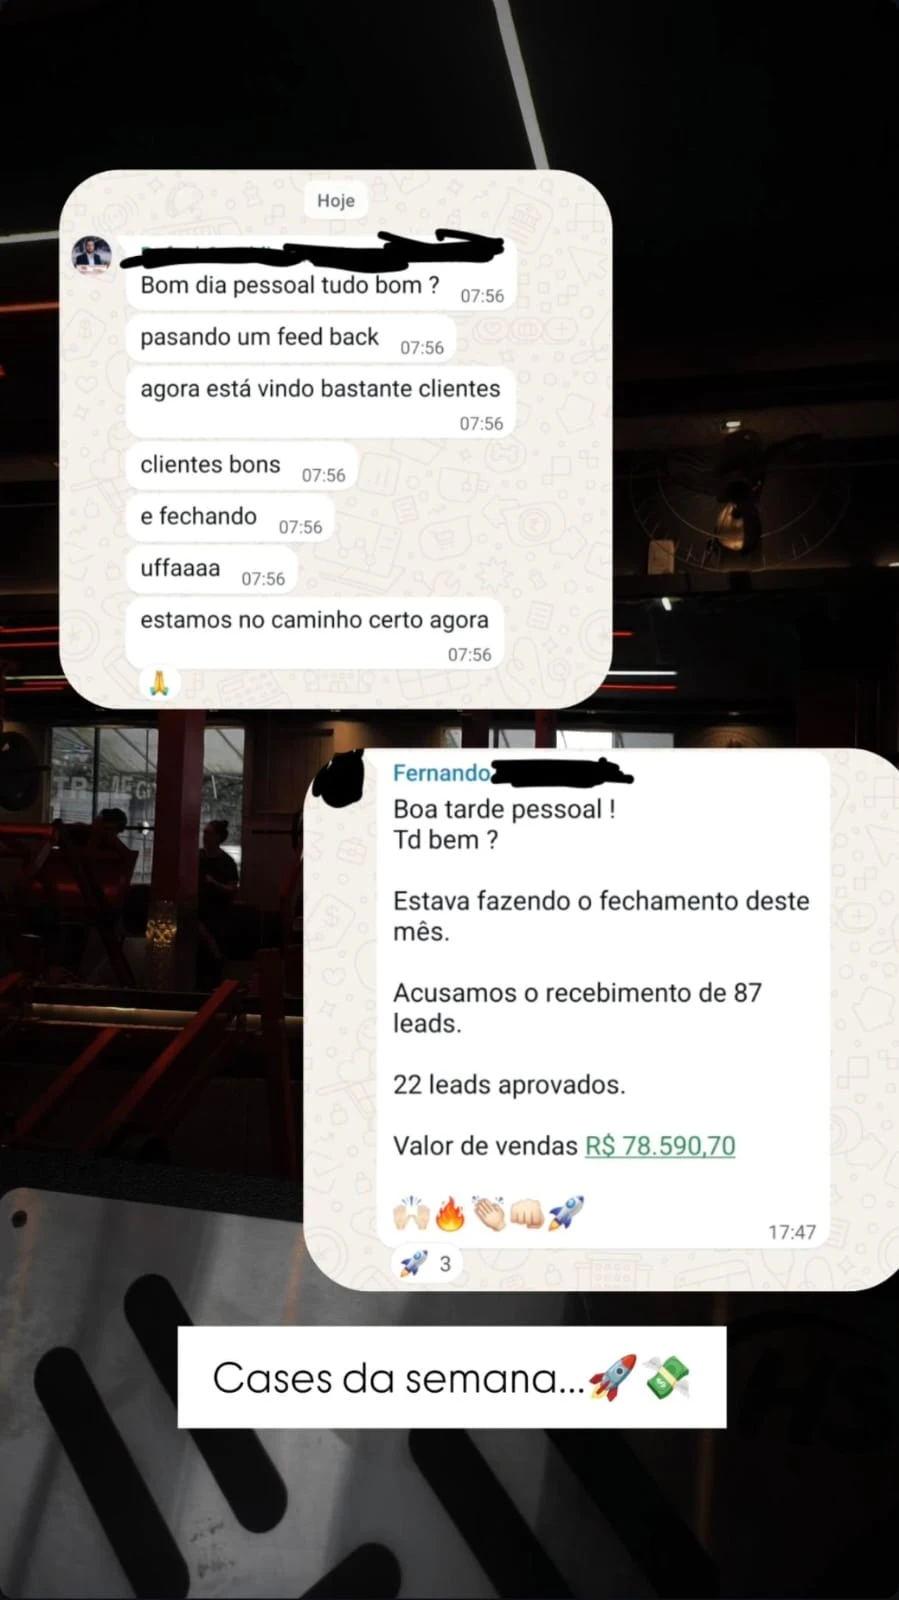 Hoje
Bom dia pessoal tudo bom ? 07:56
pasando um feed back 07:56
agora está vindo bastante clientes
07:56
clientes bons 07:56
e fechando 07:56
uffaaaa 07:56
estamos no caminho certo agora
07:56
🙏
Fernando
Boa tarde pessoal !
Td bem ?
Estava fazendo o fechamento deste
mês.
Acusamos o recebimento de 87
leads.
22 leads aprovados.
Valor de vendas R$ 78.590,70
🙌🏻🔥👏🏻👊🏻🚀
17:47
🚀 3
Cases da semana...🚀💸